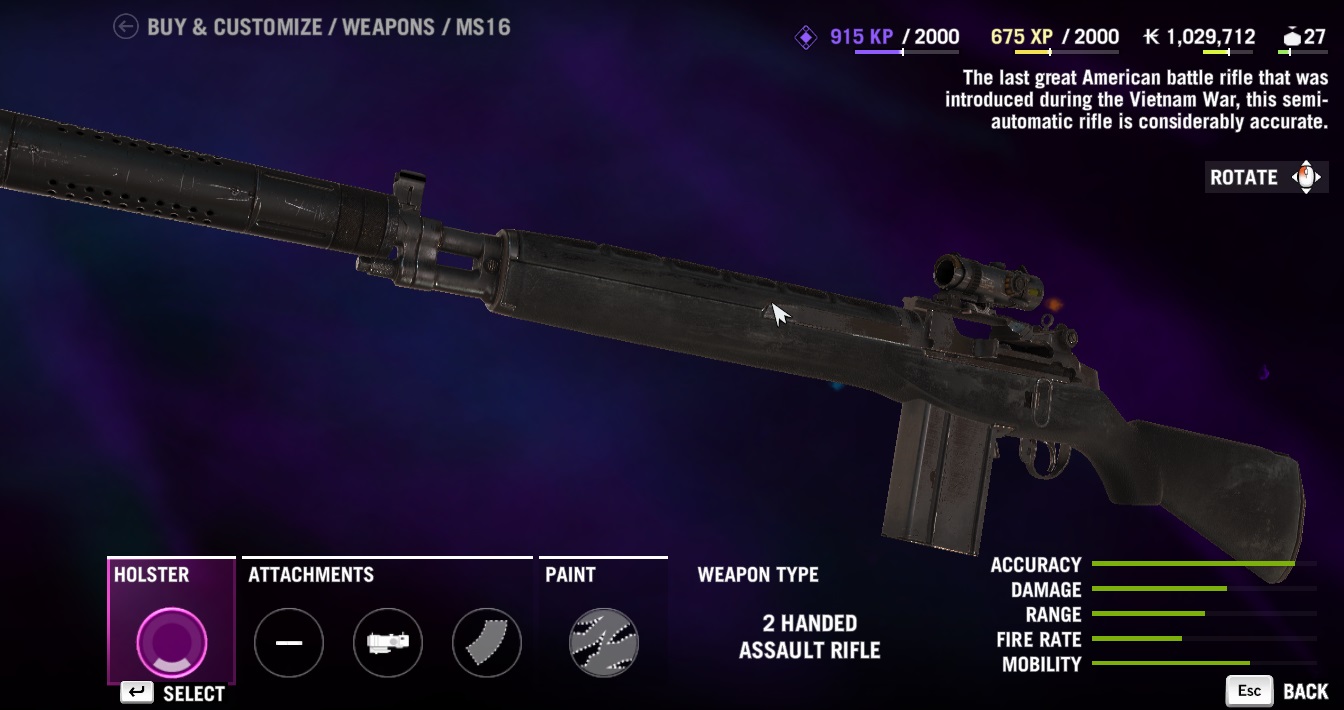 BUY & CUSTOMIZE / WEAPONS / MS16
915 KP / 2000
675 XP / 2000
1,029,712
27
The last great American battle rifle that was
introduced during the Vietnam War, this semi-
automatic rifle is considerably accurate.
ROTATE
HOLSTER
ATTACHMENTS
PAINT
WEAPON TYPE
2 HANDED
ASSAULT RIFLE
ACCURACY
DAMAGE
RANGE
FIRE RATE
MOBILITY
SELECT
Esc BACK